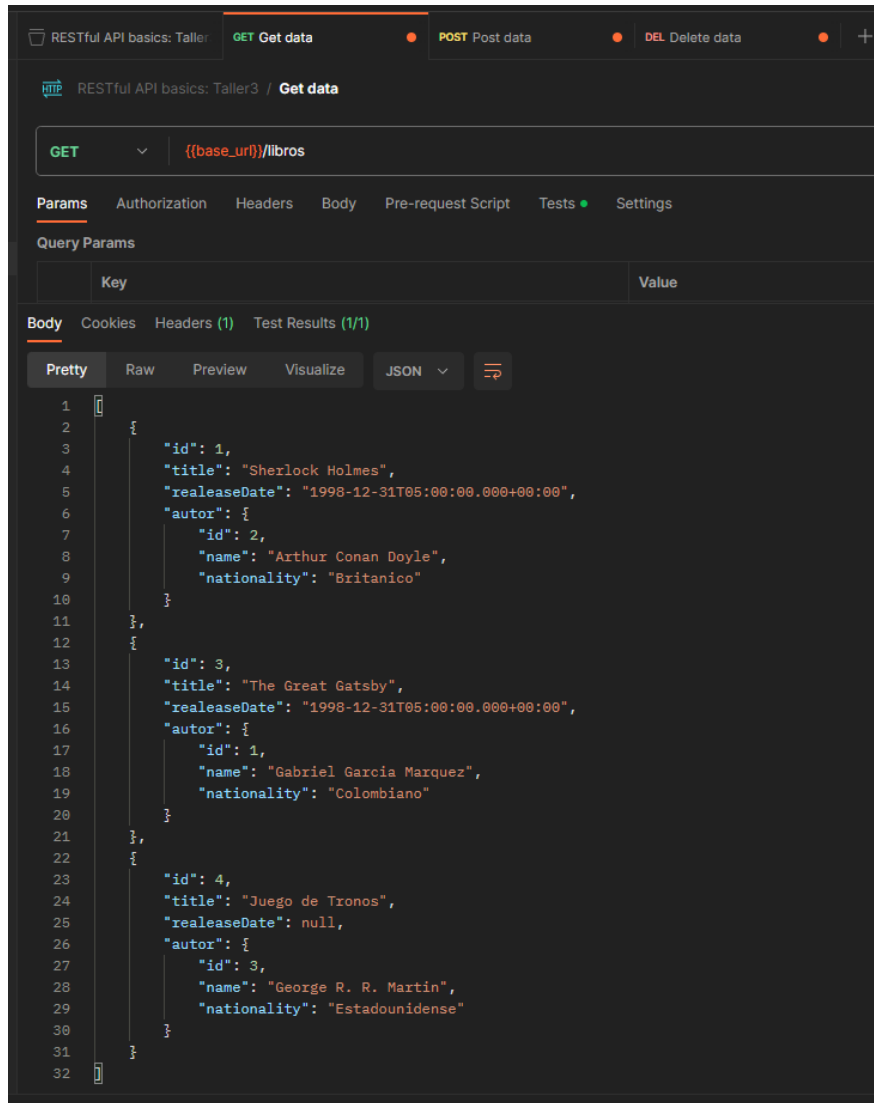 RESTful API basics: Taller GET Get data POST Post data DEL Delete data
HTTP RESTful API basics: Taller3 / Get data
GET {{base_url}}/libros
Params Authorization Headers Body Pre-request Script Tests Settings
Query Params
Key Value
Body Cookies Headers (1) Test Results (1/1)
Pretty Raw Preview Visualize JSON
1 [
2 {
3 "id": 1,
4 "title": "Sherlock Holmes",
5 "realeaseDate": "1998-12-31T05:00:00.000+00:00",
6 "autor": {
7 "id": 2,
8 "name": "Arthur Conan Doyle",
9 "nationality": "Britanico"
10 }
11 },
12 {
13 "id": 3,
14 "title": "The Great Gatsby",
15 "realeaseDate": "1998-12-31T05:00:00.000+00:00",
16 "autor": {
17 "id": 1,
18 "name": "Gabriel Garcia Marquez",
19 "nationality": "Colombiano"
20 }
21 },
22 {
23 "id": 4,
24 "title": "Juego de Tronos",
25 "realeaseDate": null,
26 "autor": {
27 "id": 3,
28 "name": "George R. R. Martin",
29 "nationality": "Estadounidense"
30 }
31 }
32 ]